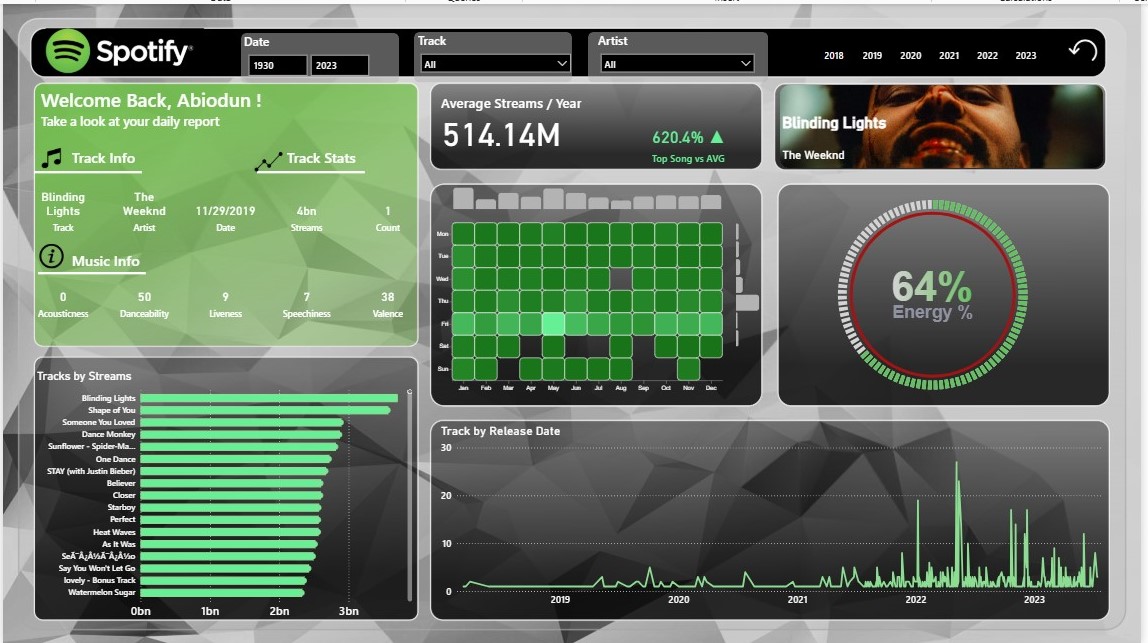 Spotify
Date
1930
2023
Track
All
Artist
All
2018 2019 2020 2021 2022 2023
Welcome Back, Abiodun !
Take a look at your daily report
Track Info
Track Stats
Blinding Lights
The Weeknd
11/29/2019
4bn
1
Track
Artist
Date
Streams
Count
Music Info
0 50 9 7 38
Acousticness Danceability Liveness Speechiness Valence
Average Streams / Year
514.14M
620.4%
Top Song vs AVG
Blinding Lights
The Weeknd
Mon
Tue
Wed
Thu
Fri
Sat
Sun
Jan Feb Mar Apr May Jun Jul Aug Sep Oct Nov Dec
64%
Energy %
Tracks by Streams
Blinding Lights
Shape of You
Someone You Loved
Dance Monkey
Sunflower - Spider-Ma...
One Dance
STAY (with Justin Bieber)
Believer
Closer
Starboy
Perfect
Heat Waves
As It Was
Say You Won't Let Go
lovely - Bonus Track
Watermelon Sugar
0bn 1bn 2bn 3bn
Track by Release Date
30
20
10
0
2019 2020 2021 2022 2023